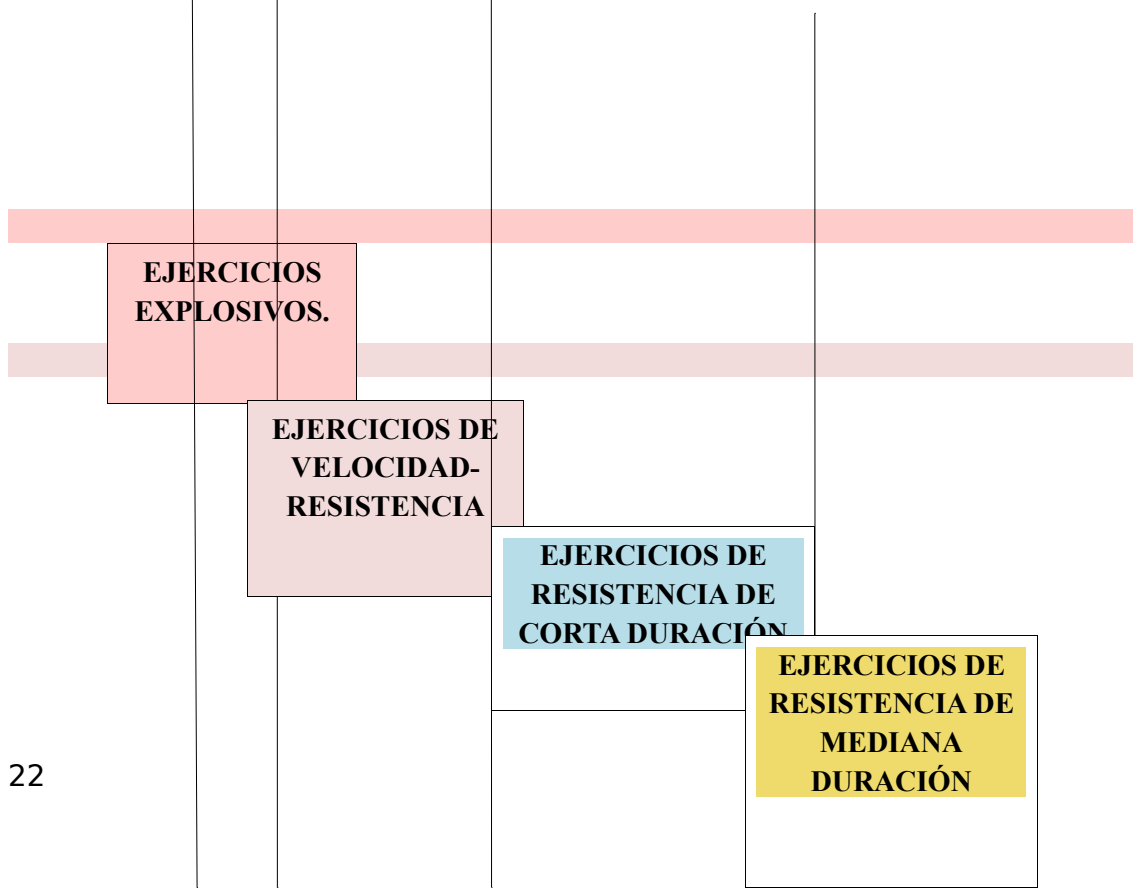 EJERCICIOS
EXPLOSIVOS.
EJERCICIOS DE
VELOCIDAD-
RESISTENCIA
EJERCICIOS DE
RESISTENCIA DE
CORTA DURACIÓN
EJERCICIOS DE
RESISTENCIA DE
MEDIANA
DURACIÓN
22